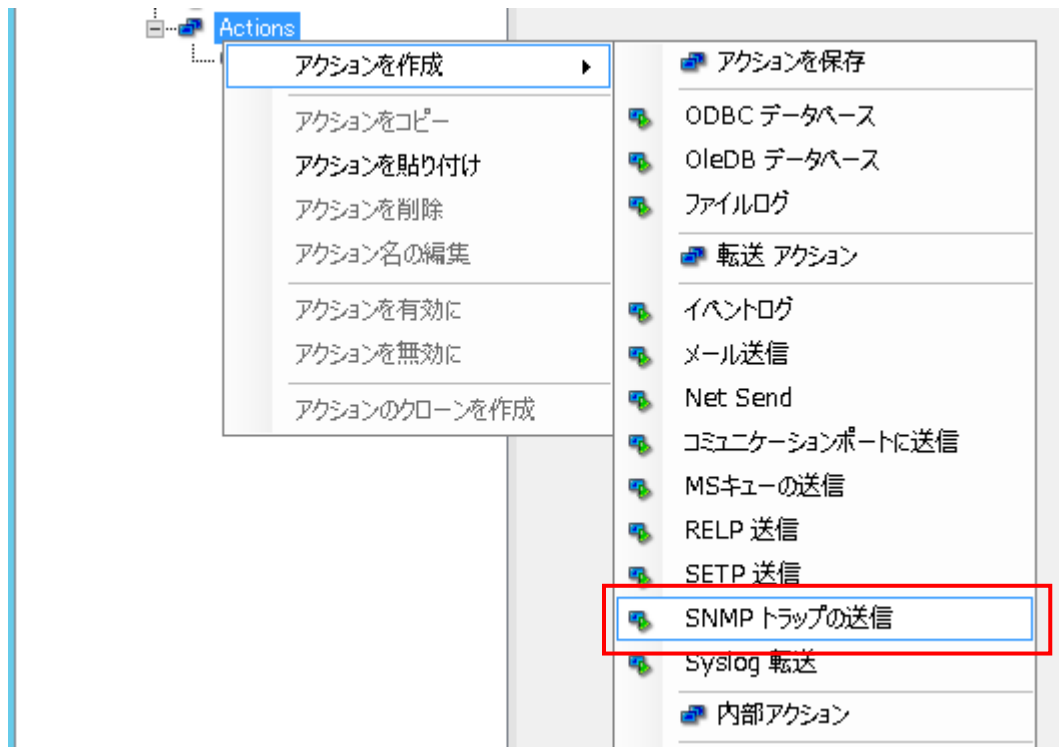 Actions
アクションを作成
アクションをコピー
アクションを貼り付け
アクションを削除
アクション名の編集
アクションを有効に
アクションを無効に
アクションのクローンを作成
アクションを保存
ODBC データベース
OleDB データベース
ファイルログ
転送 アクション
イベントログ
メール送信
Net Send
コミュニケーションポートに送信
MSキューの送信
RELP 送信
SETP 送信
SNMP トラップの送信
Syslog 転送
内部アクション